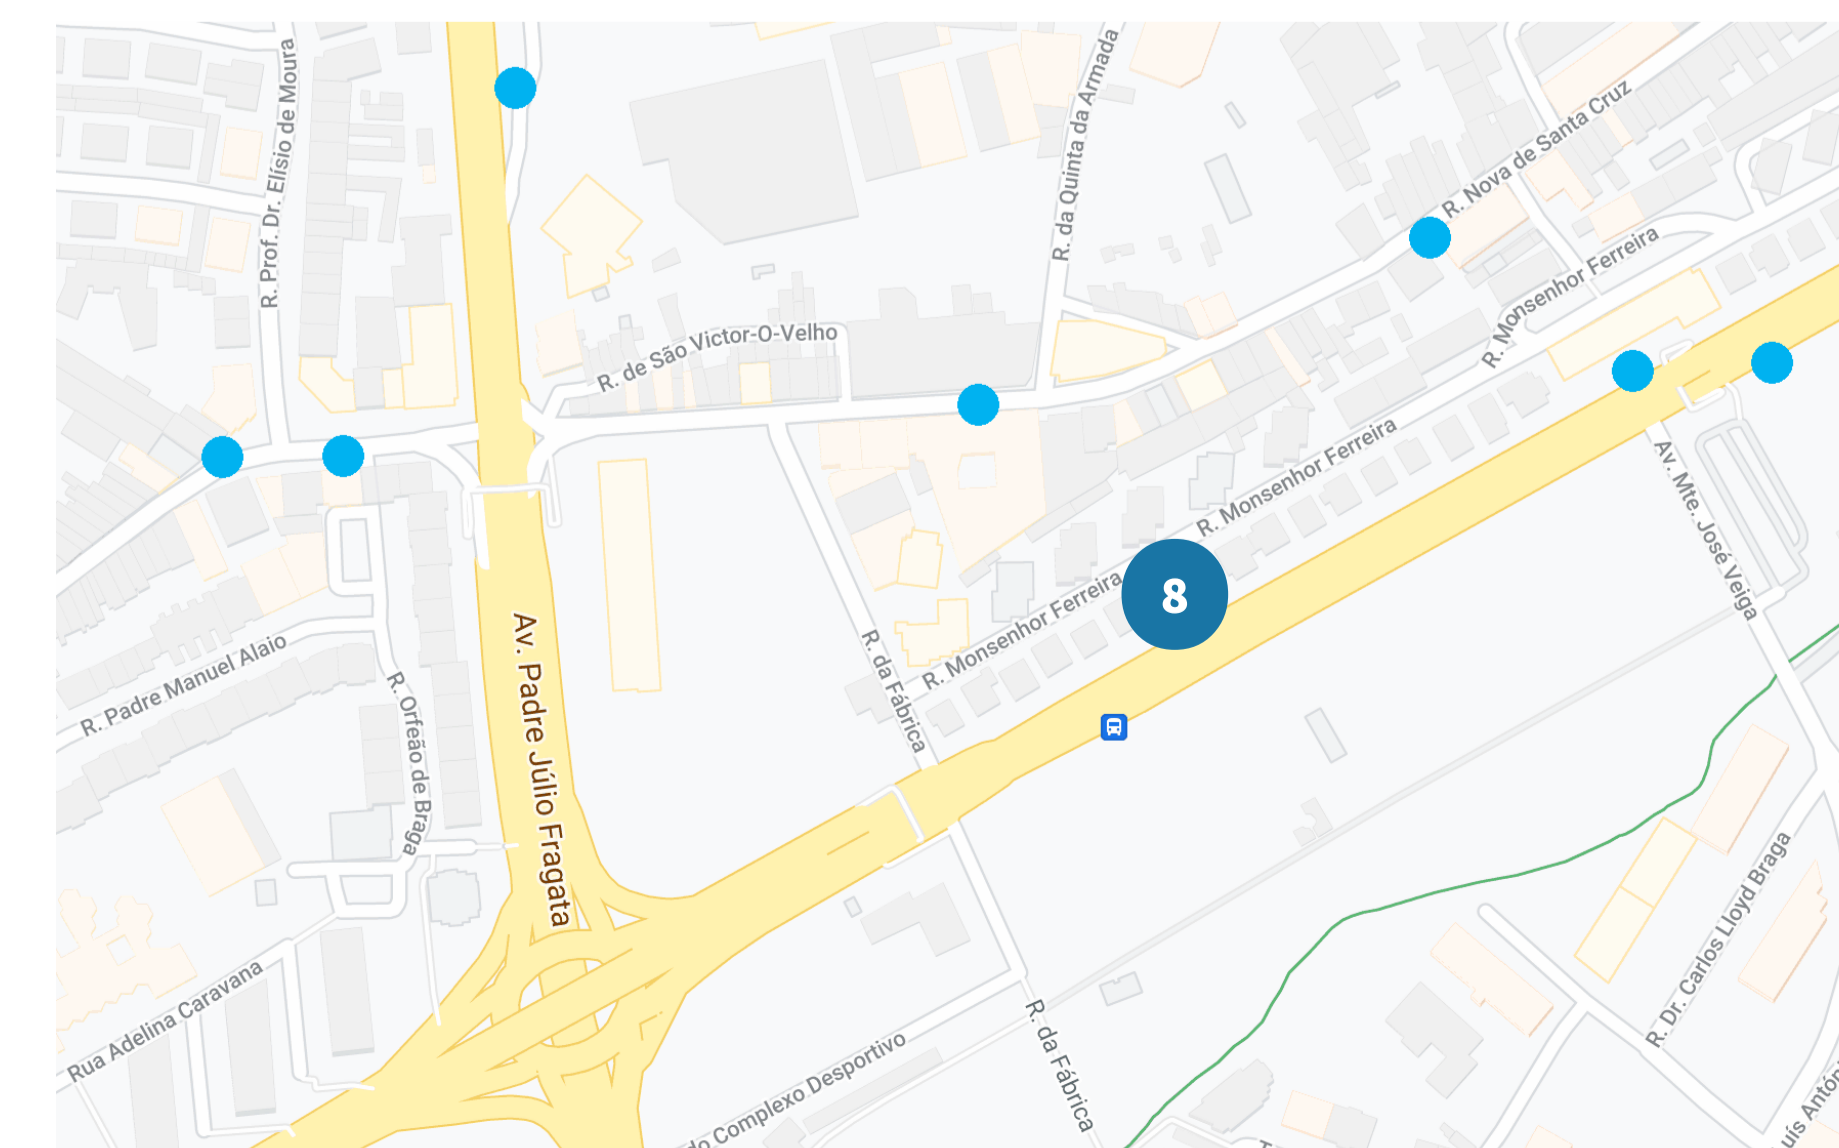 R. Prof. Dr. Elísio de Moura
R. da Quinta da Armada
R. Nova de Santa Cruz
R. Monsenhor Ferreira
R. de São Victor-O-Velho
R. Monsenhor Ferreira
Av. Mte. José Veiga
8
R. Monsenhor Ferreira
R. da Fábrica
R. Padre Manuel Alaio
R. Orfeão de Braga
Av. Padre Júlio Fragata
R. Dr. Carlos Lloyd Braga
Rua Adelina Caravana
do Complexo Desportivo
R. da Fábrica